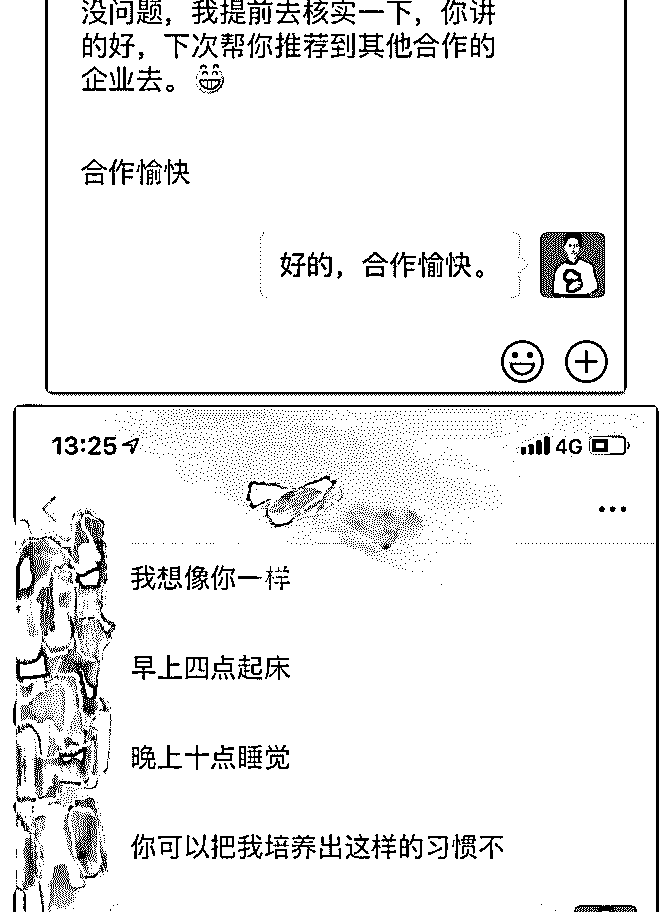 没问题，我提前去核实一下，你讲
的好，下次帮你推荐到其他合作的
企业去。😁
合作愉快
好的，合作愉快。
13:25 4G
我想像你一样
早上四点起床
晚上十点睡觉
你可以把我培养出这样的习惯不